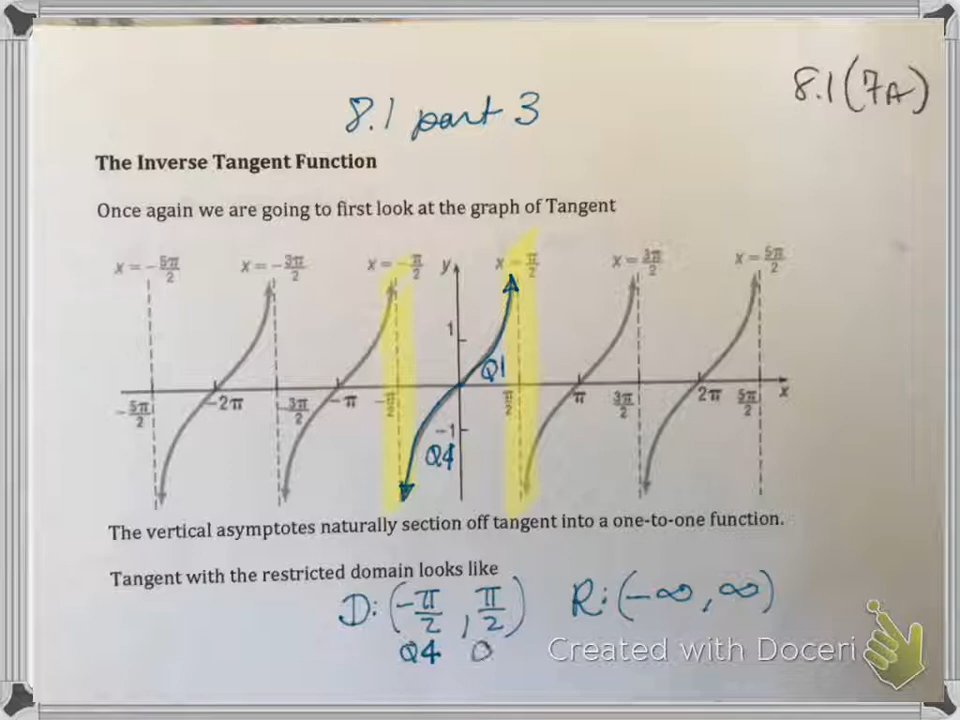 8.1 (7A)
8.1 part 3
The Inverse Tangent Function
Once again we are going to first look at the graph of Tangent
x = -5π/2 x = -3π/2 x = -π/2 y x = π/2 x = 3π/2 x = 5π/2
1
Q1
-5π/2 -2π -3π/2 -π -π/2 π/2 π 3π/2 2π 5π/2 x
-1
Q4
The vertical asymptotes naturally section off tangent into a one-to-one function.
Tangent with the restricted domain looks like
D: (-π/2, π/2) R: (-∞, ∞)
Q4
Created with Doceri